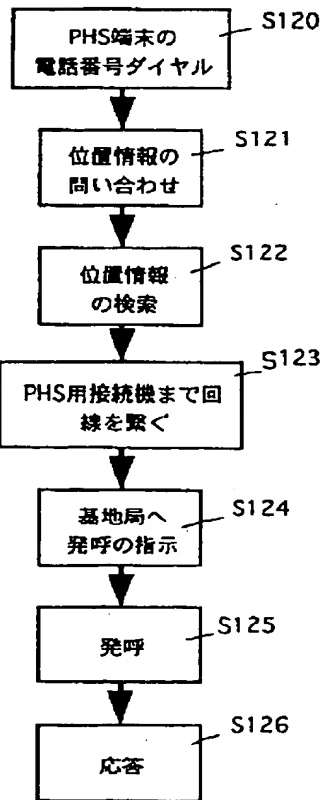 S120
PHS端末の
電話番号ダイヤル
S121
位置情報の
問い合わせ
S122
位置情報
の検索
S123
PHS用接続機まで回
線を繋ぐ
S124
基地局へ
発呼の指示
S125
発呼
S126
応答